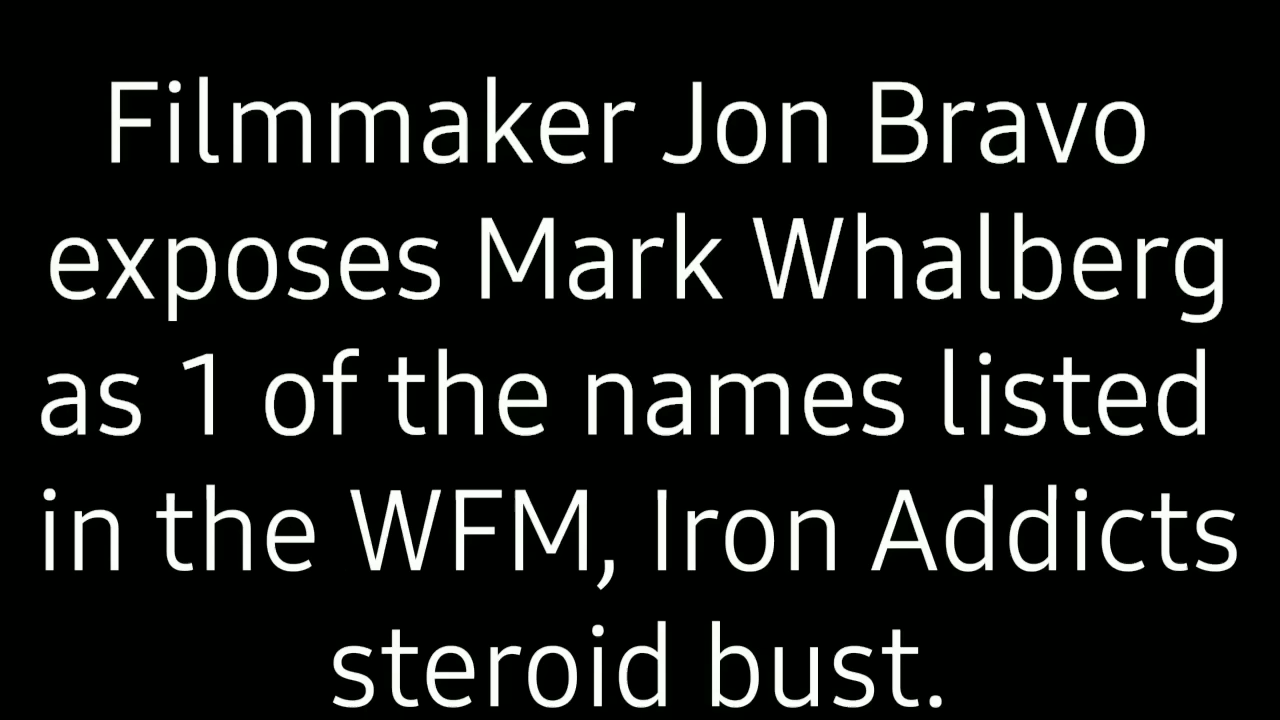 Filmmaker Jon Bravo
exposes Mark Whalberg
as 1 of the names listed
in the WFM, Iron Addicts
steroid bust.